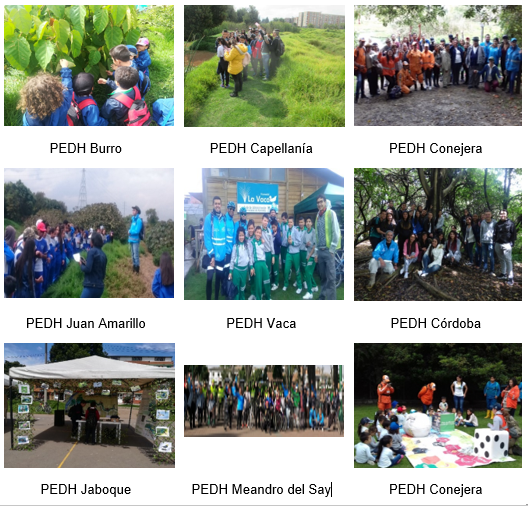 PEDH Burro
PEDH Capellanía
PEDH Conejera
La Vaca
PEDH Juan Amarillo
PEDH Vaca
PEDH Córdoba
PEDH Jaboque
PEDH Meandro del Say
PEDH Conejera